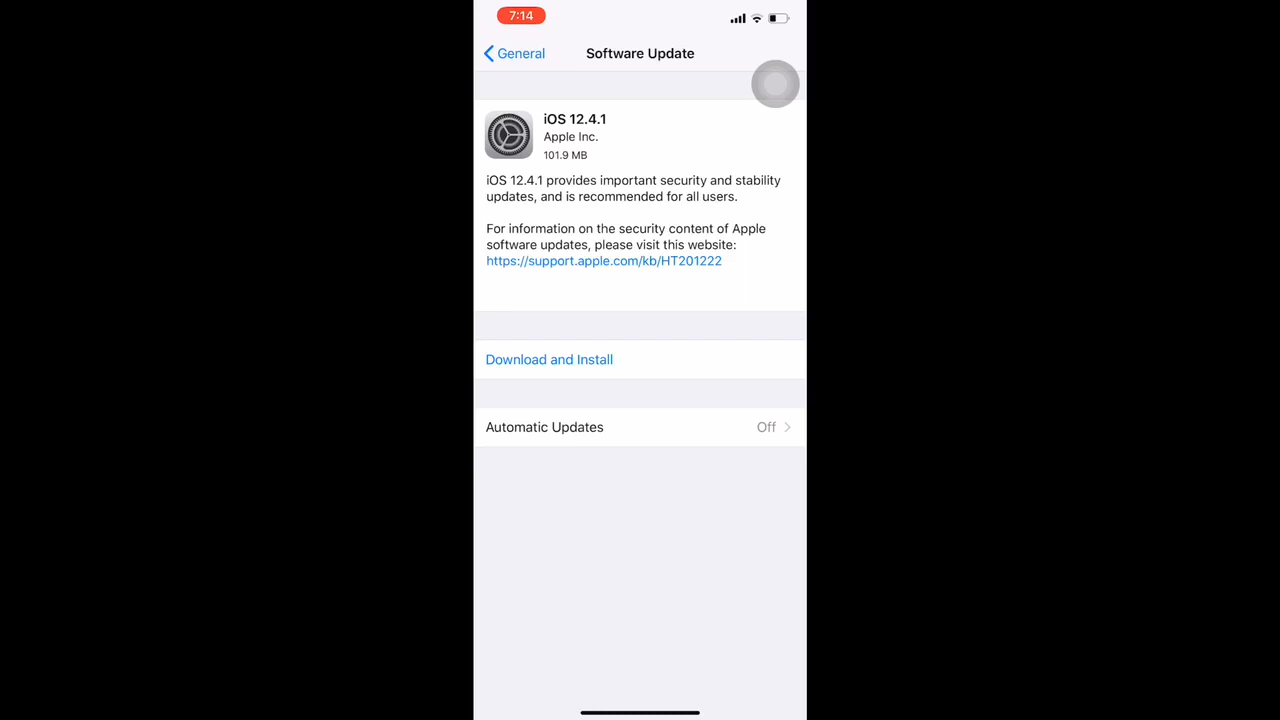 7:14
General
Software Update
iOS 12.4.1
Apple Inc.
101.9 MB
iOS 12.4.1 provides important security and stability
updates, and is recommended for all users.
For information on the security content of Apple
software updates, please visit this website:
https://support.apple.com/kb/HT201222
Download and Install
Automatic Updates Off